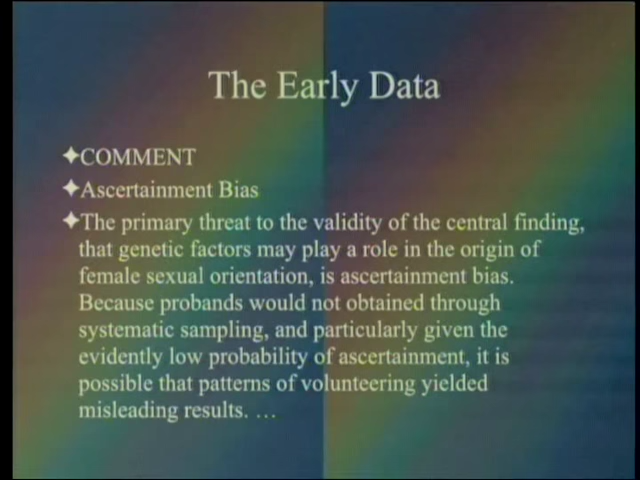 The Early Data
✦COMMENT
✦Ascertainment Bias
✦The primary threat to the validity of the central finding,
that genetic factors may play a role in the origin of
female sexual orientation, is ascertainment bias.
Because probands would not obtained through
systematic sampling, and particularly given the
evidently low probability of ascertainment, it is
possible that patterns of volunteering yielded
misleading results. …